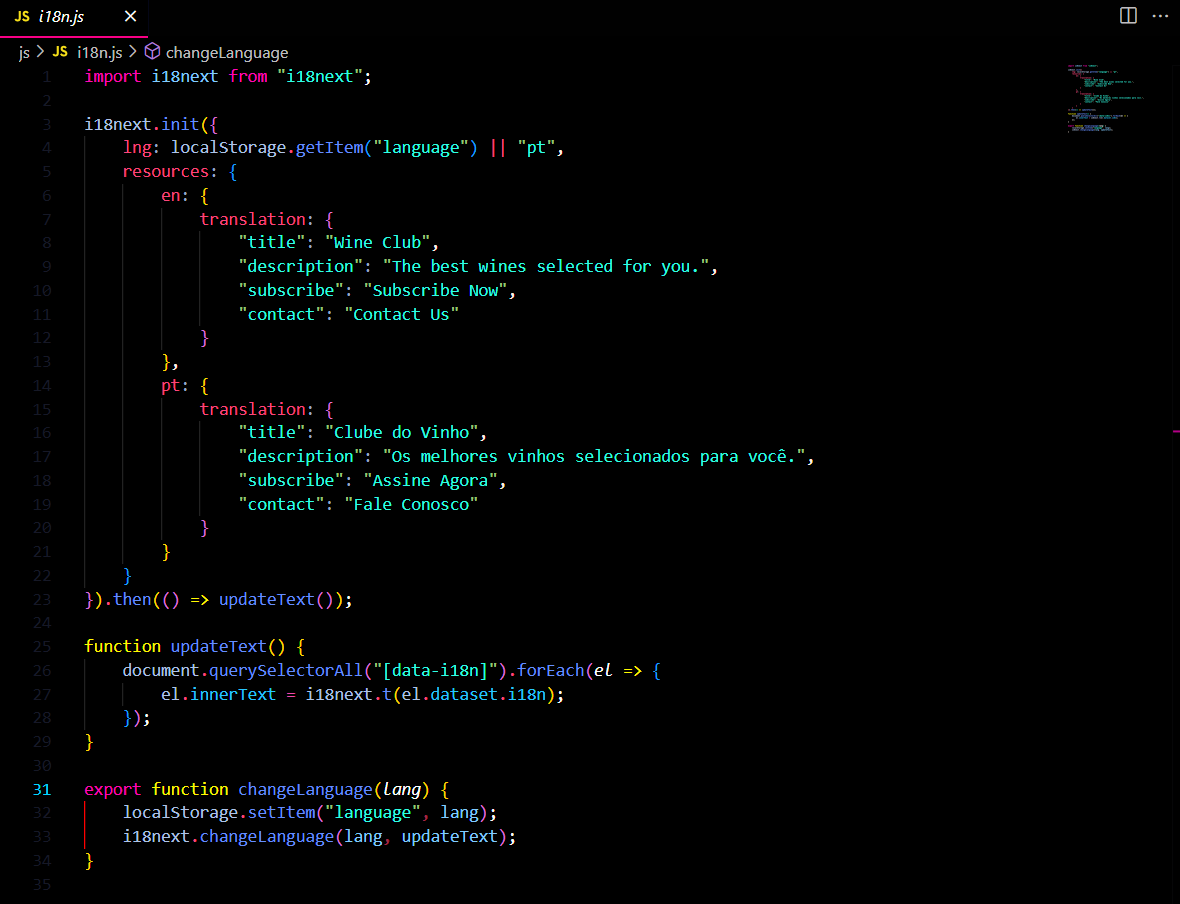 JS i18n.js ×
js > JS i18n.js > changeLanguage
1 import i18next from "i18next";
2
3 i18next.init({
4     lng: localStorage.getItem("language") || "pt",
5     resources: {
6         en: {
7             translation: {
8                 "title": "Wine Club",
9                 "description": "The best wines selected for you.",
10                 "subscribe": "Subscribe Now",
11                 "contact": "Contact Us"
12             }
13         },
14         pt: {
15             translation: {
16                 "title": "Clube do Vinho",
17                 "description": "Os melhores vinhos selecionados para você.",
18                 "subscribe": "Assine Agora",
19                 "contact": "Fale Conosco"
20             }
21         }
22     }
23 }).then(() => updateText());
24
25 function updateText() {
26     document.querySelectorAll("[data-i18n]").forEach(el => {
27         el.innerText = i18next.t(el.dataset.i18n);
28     });
29 }
30
31 export function changeLanguage(lang) {
32     localStorage.setItem("language", lang);
33     i18next.changeLanguage(lang, updateText);
34 }
35